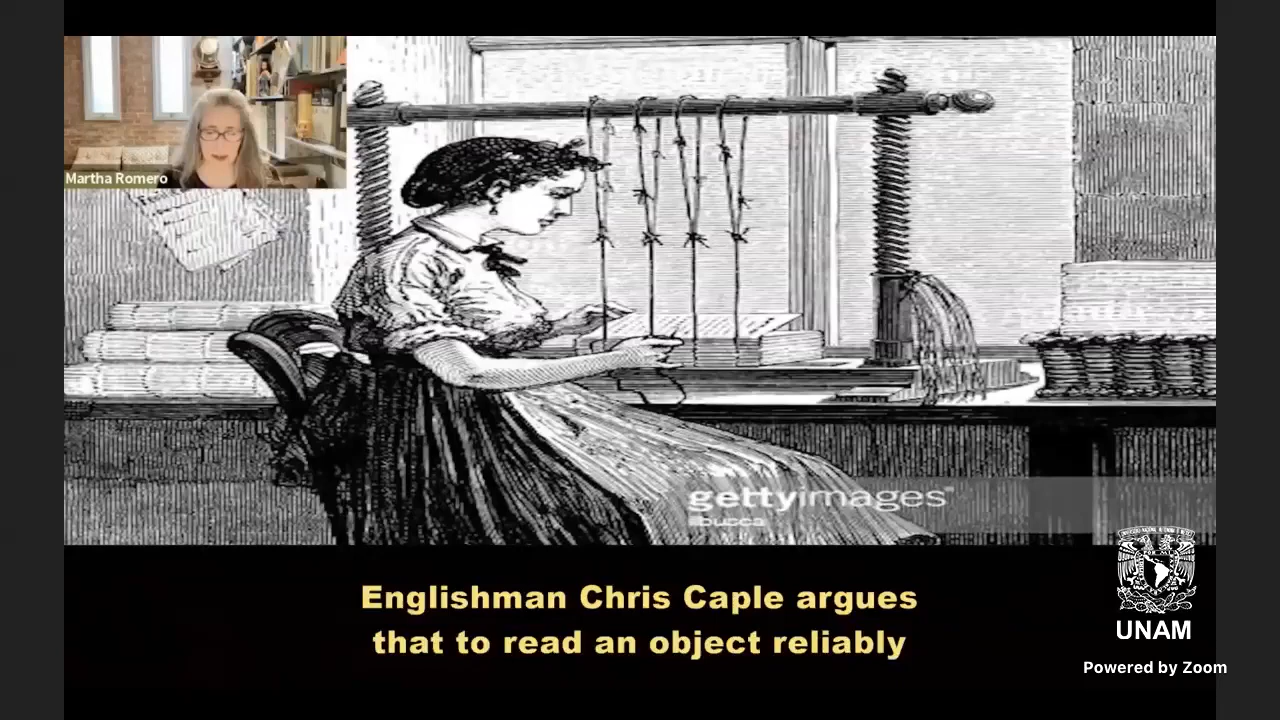 Martha Romero
gettyimages
Englishman Chris Caple argues
that to read an object reliably
UNAM
Powered by Zoom